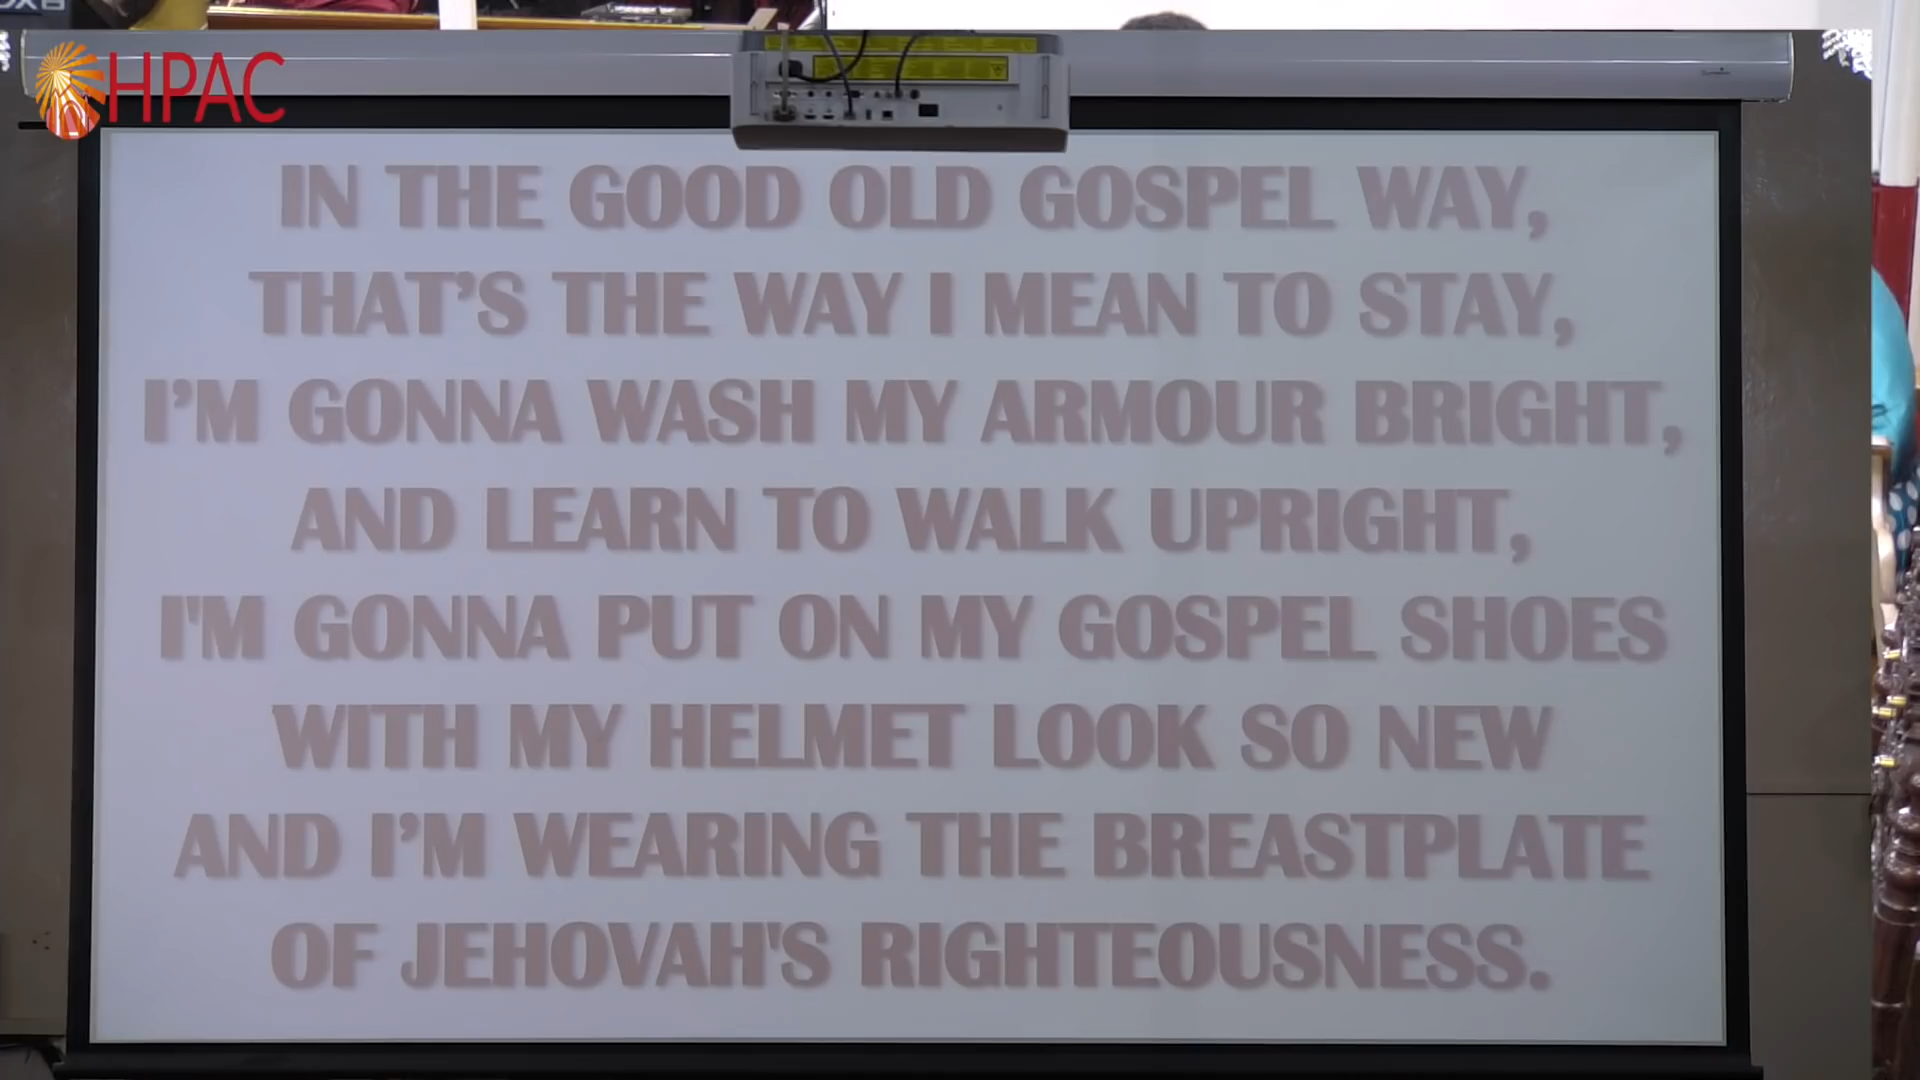 HPAC
IN THE GOOD OLD GOSPEL WAY,
THAT’S THE WAY I MEAN TO STAY,
I’M GONNA WASH MY ARMOUR BRIGHT,
AND LEARN TO WALK UPRIGHT,
I'M GONNA PUT ON MY GOSPEL SHOES
WITH MY HELMET LOOK SO NEW
AND I’M WEARING THE BREASTPLATE
OF JEHOVAH'S RIGHTEOUSNESS.